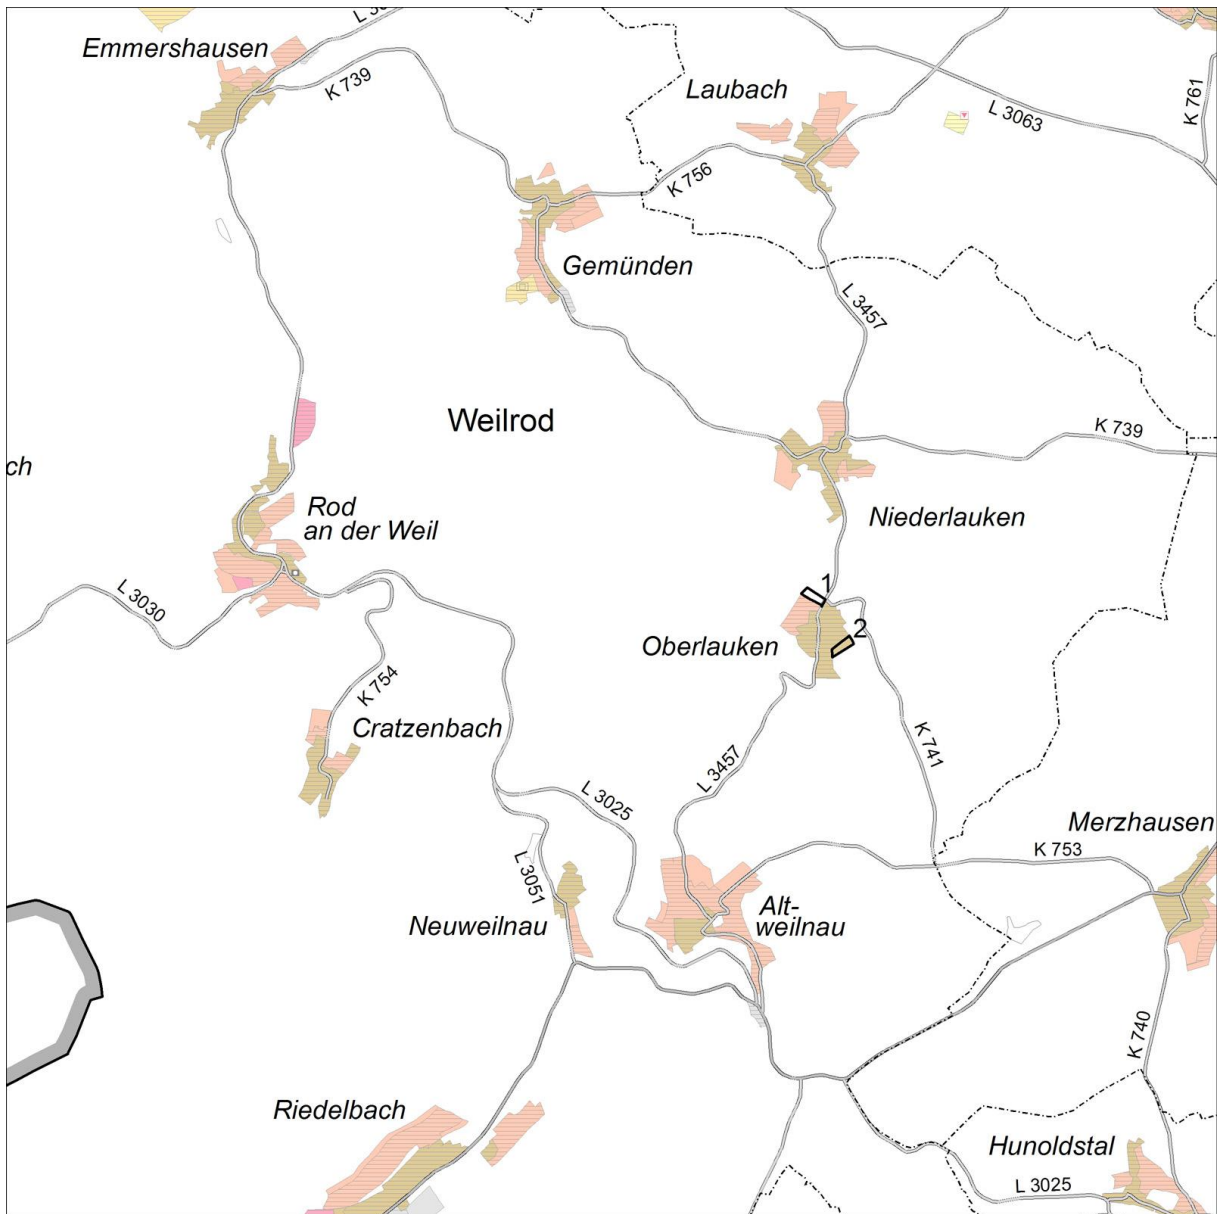 Emmershausen
K 739
Laubach
L 3063
K 761
K 756
Gemünden
L 3457
Weilrod
K 739
ch
Rod
an der Weil
Niederlauken
L 3030
1
2
Oberlauken
K 754
Cratzenbach
K 741
L 3457
L 3025
Merzhausen
K 753
L 3051
Neuweilnau
Alt-
weilnau
K 740
Riedelbach
Hunoldstal
L 3025